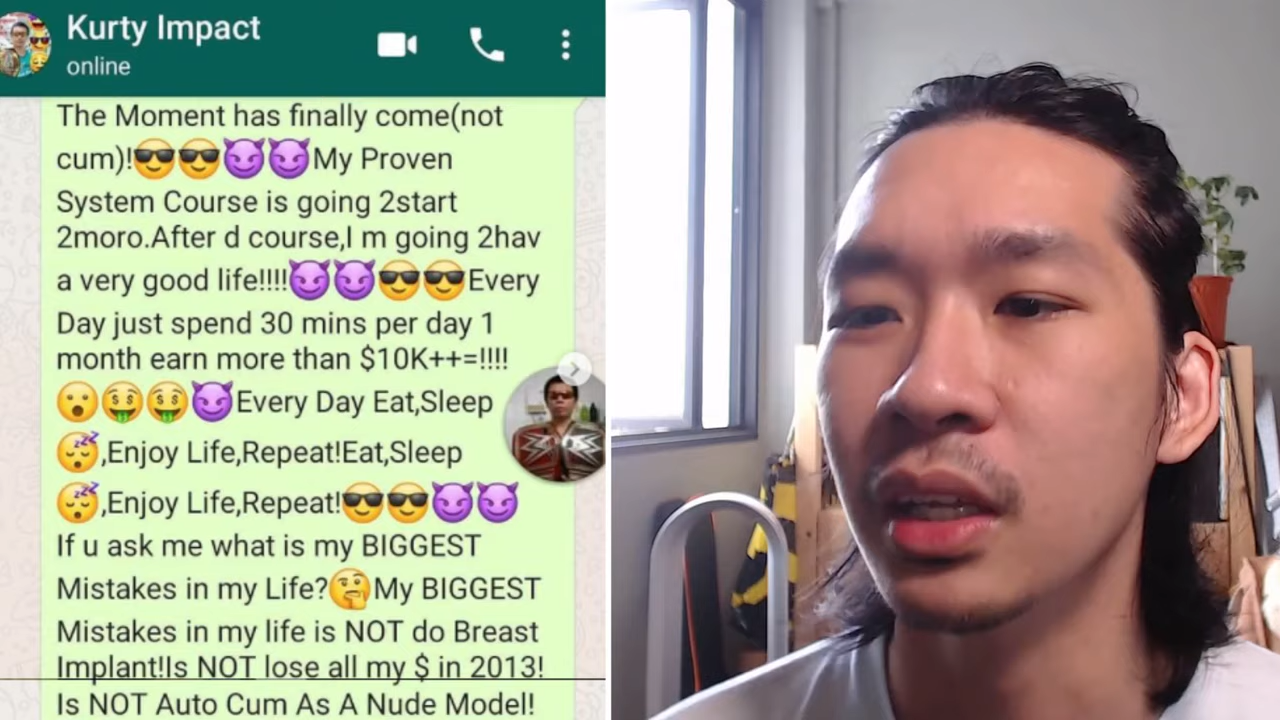 Kurty Impact
online
The Moment has finally come(not
cum)!😎😎😈😈My Proven
System Course is going 2start
2moro.After d course,I m going 2hav
a very good life!!!!😈😈😎😎Every
Day just spend 30 mins per day 1
month earn more than $10K++=!!!!
😮🤑🤑😈Every Day Eat,Sleep
😴,Enjoy Life,Repeat!Eat,Sleep
😴,Enjoy Life,Repeat!😎😎😈😈
If u ask me what is my BIGGEST
Mistakes in my Life?🤔My BIGGEST
Mistakes in my life is NOT do Breast
Implant!Is NOT lose all my $ in 2013!
Is NOT Auto Cum As A Nude Model!